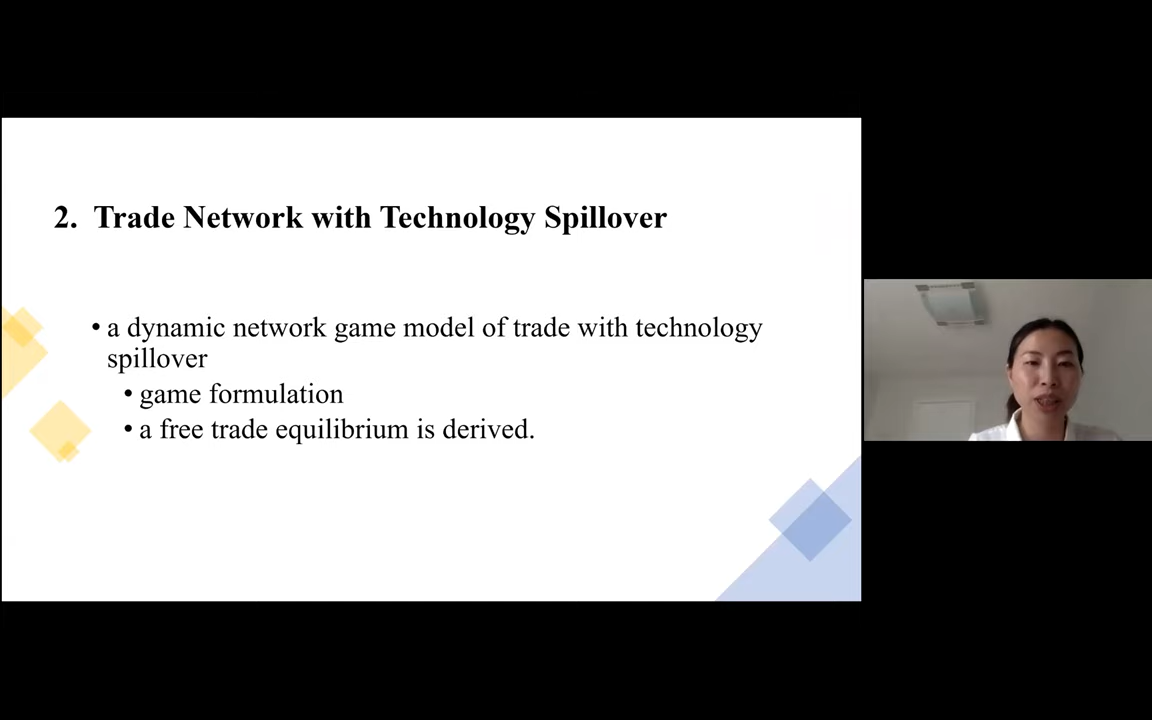 2. Trade Network with Technology Spillover
• a dynamic network game model of trade with technology
spillover
• game formulation
• a free trade equilibrium is derived.